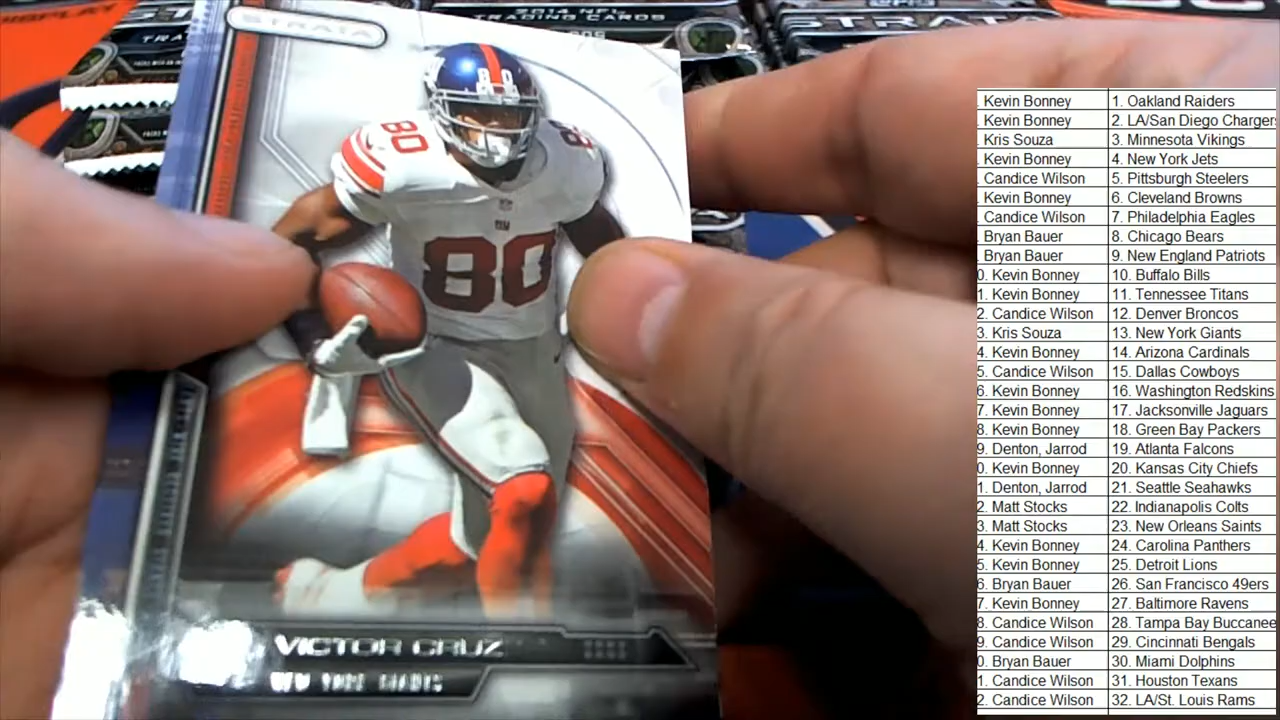 STRATA
2014 NFL
TRADING CARDS
STRATA
80
80
80
80
VICTOR CRUZ
NEW YORK GIANTS
. Kevin Bonney 1. Oakland Raiders
. Kevin Bonney 2. LA/San Diego Charger
. Kris Souza 3. Minnesota Vikings
. Kevin Bonney 4. New York Jets
. Candice Wilson 5. Pittsburgh Steelers
. Kevin Bonney 6. Cleveland Browns
. Candice Wilson 7. Philadelphia Eagles
. Bryan Bauer 8. Chicago Bears
. Bryan Bauer 9. New England Patriots
0. Kevin Bonney 10. Buffalo Bills
1. Kevin Bonney 11. Tennessee Titans
2. Candice Wilson 12. Denver Broncos
3. Kris Souza 13. New York Giants
4. Kevin Bonney 14. Arizona Cardinals
5. Candice Wilson 15. Dallas Cowboys
6. Kevin Bonney 16. Washington Redskins
7. Kevin Bonney 17. Jacksonville Jaguars
8. Kevin Bonney 18. Green Bay Packers
9. Denton, Jarrod 19. Atlanta Falcons
0. Kevin Bonney 20. Kansas City Chiefs
1. Denton, Jarrod 21. Seattle Seahawks
2. Matt Stocks 22. Indianapolis Colts
3. Matt Stocks 23. New Orleans Saints
4. Kevin Bonney 24. Carolina Panthers
5. Kevin Bonney 25. Detroit Lions
6. Bryan Bauer 26. San Francisco 49ers
7. Kevin Bonney 27. Baltimore Ravens
8. Candice Wilson 28. Tampa Bay Buccanee
9. Candice Wilson 29. Cincinnati Bengals
0. Bryan Bauer 30. Miami Dolphins
1. Candice Wilson 31. Houston Texans
2. Candice Wilson 32. LA/St. Louis Rams